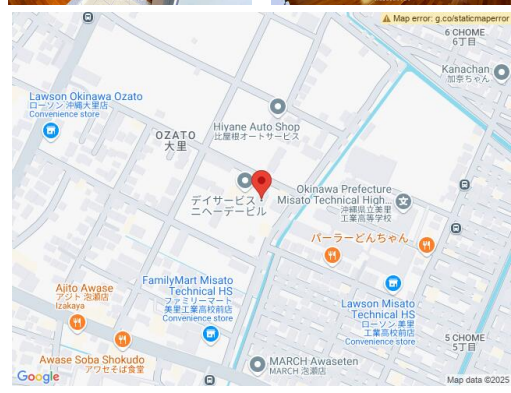 Map error: g.co/staticmaperror
6 CHOME
6丁目
Kanachan
加奈ちゃん
Lawson Okinawa Ozato
ローソン 沖縄大里店
Convenience store
Hiyane Auto Shop
比屋根オートサービス
OZATO
大里
デイサービス
ニヘーデービル
Okinawa Prefecture
Misato Technical High...
沖縄県立美里
工業高等学校
パーラーどんちゃん
FamilyMart Misato
Technical HS
ファミリーマート
美里工業高校前店
Convenience store
Ajito Awase
アジト 泡瀬店
Izakaya
Lawson Misato
Technical HS
ローソン 美里
工業高校前店
Convenience store
5 CHOME
5丁目
Awase Soba Shokudo
アワセそば食堂
MARCH Awaseten
MARCH 泡瀬店
Google
Map data ©2025